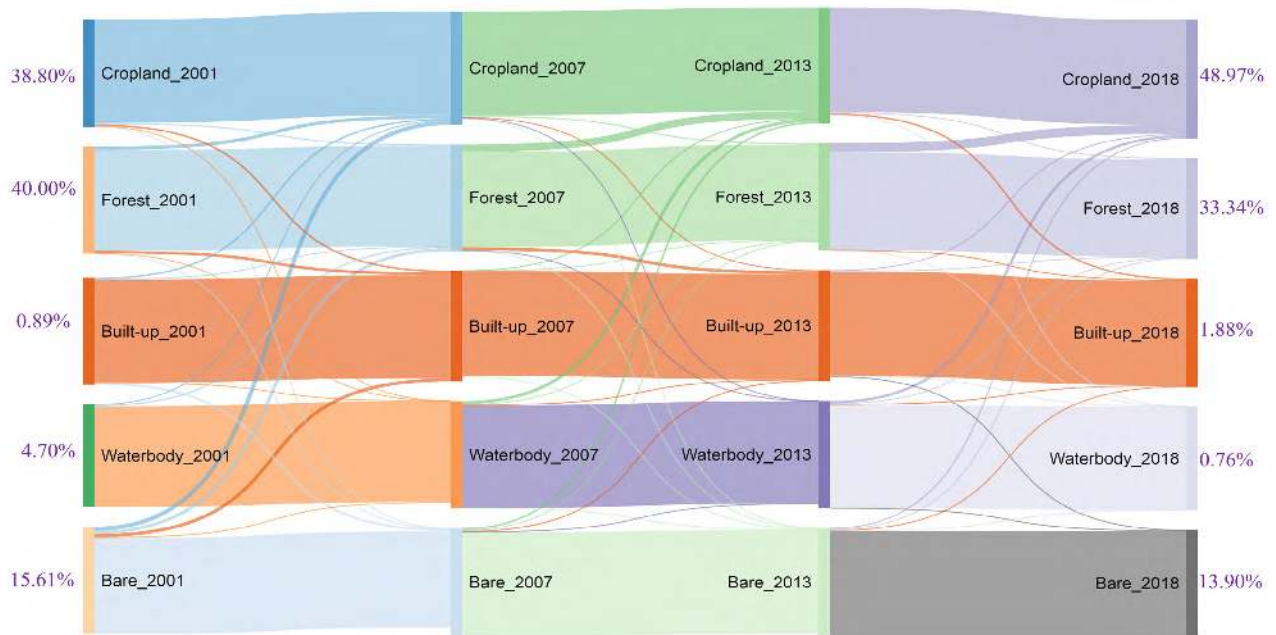 38.80%
Cropland_2001
Cropland_2007
Cropland_2013
Cropland_2018
48.97%
40.00%
Forest_2001
Forest_2007
Forest_2013
Forest_2018
33.34%
0.89%
Built-up_2001
Built-up_2007
Built-up_2013
Built-up_2018
1.88%
4.70%
Waterbody_2001
Waterbody_2007
Waterbody_2013
Waterbody_2018
0.76%
15.61%
Bare_2001
Bare_2007
Bare_2013
Bare_2018
13.90%